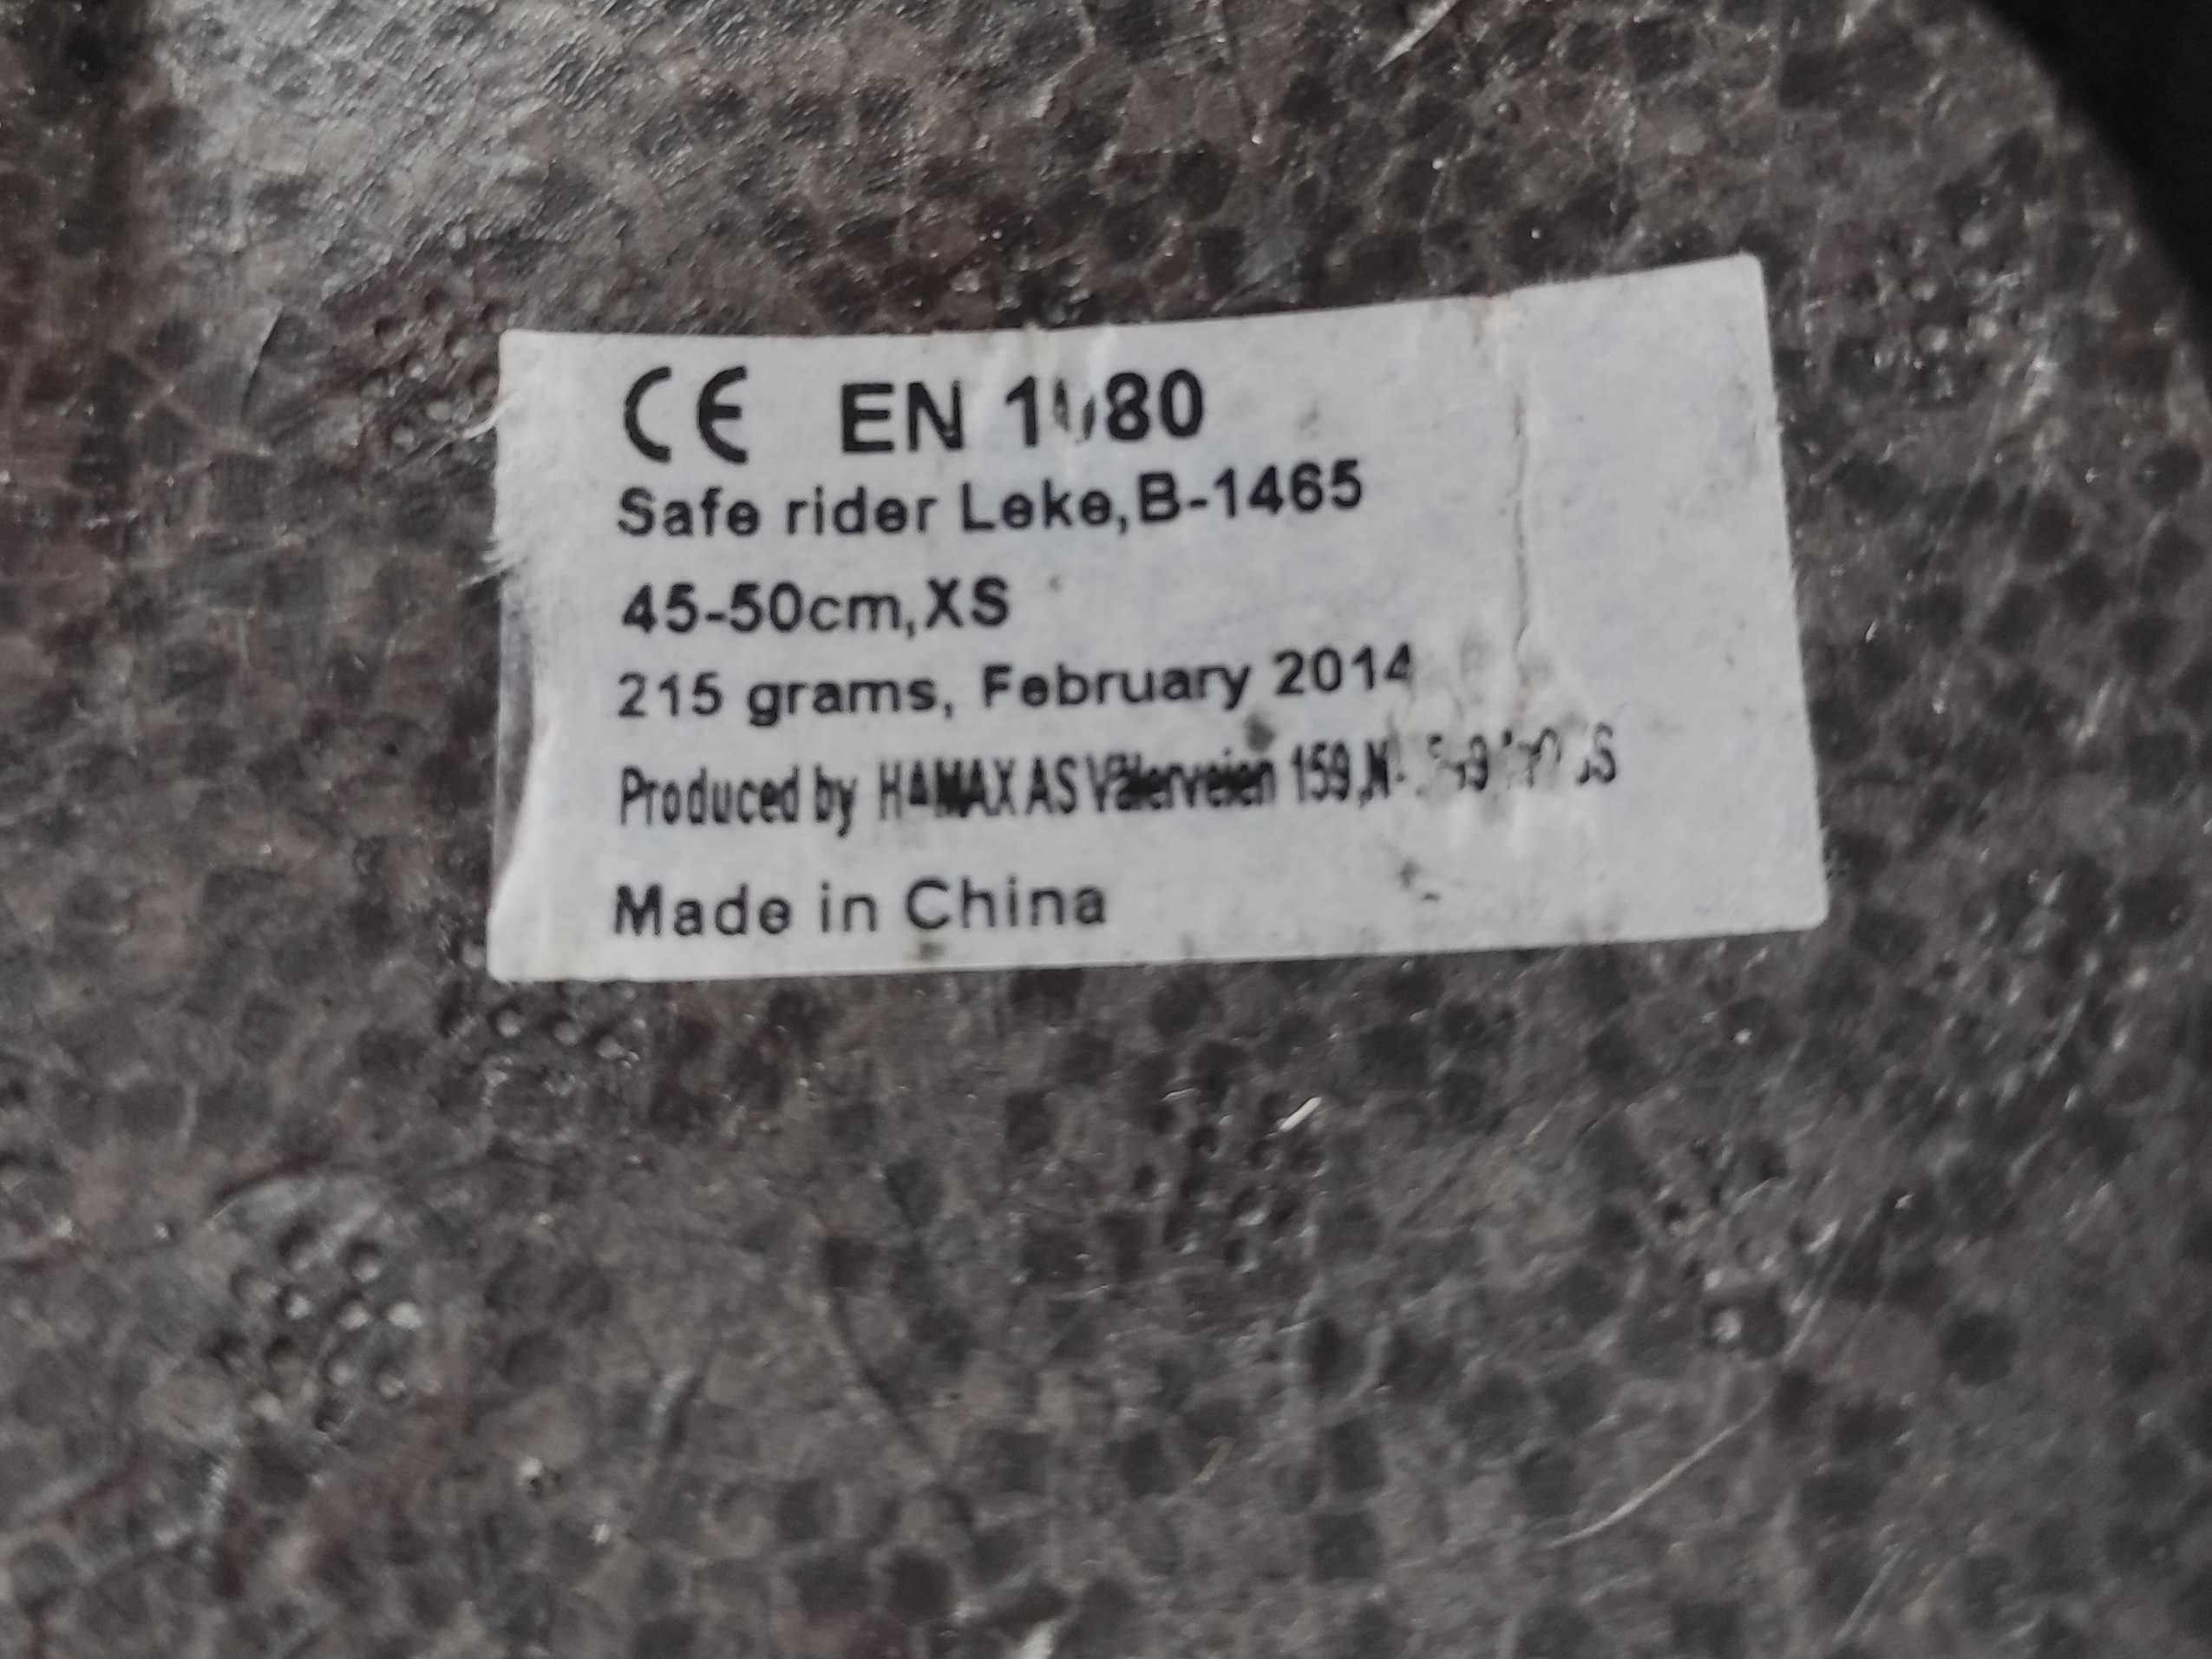 CE EN 1080
Safe rider Leke,B-1465
45-50cm,XS
215 grams, February 2014
Produced by HAMAX AS Vålerveien 159,
Made in China